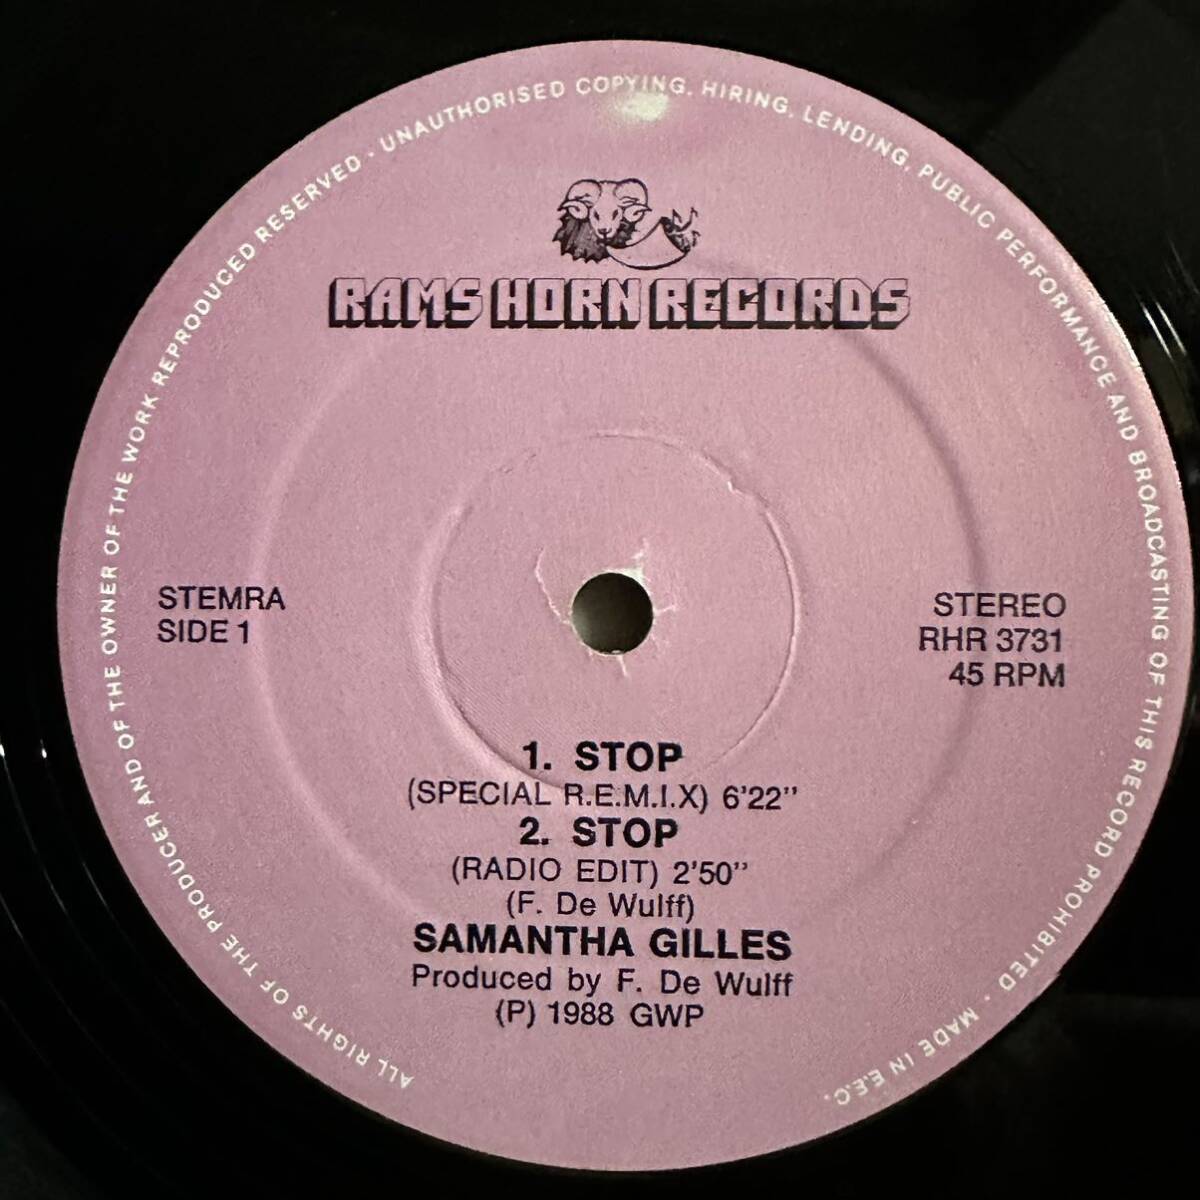 ALL RIGHTS OF THE PRODUCER AND OF THE OWNER OF THE WORK REPRODUCED RESERVED · UNAUTHORISED COPYING, HIRING, LENDING, PUBLIC PERFORMANCE AND BROADCASTING OF THIS RECORD PROHIBITED · MADE IN E.E.C.
RAMS HORN RECORDS
STEMRA
SIDE 1
STEREO
RHR 3731
45 RPM
1. STOP
(SPECIAL R.E.M.I.X) 6'22"
2. STOP
(RADIO EDIT) 2'50"
(F. De Wulff)
SAMANTHA GILLES
Produced by F. De Wulff
(P) 1988 GWP